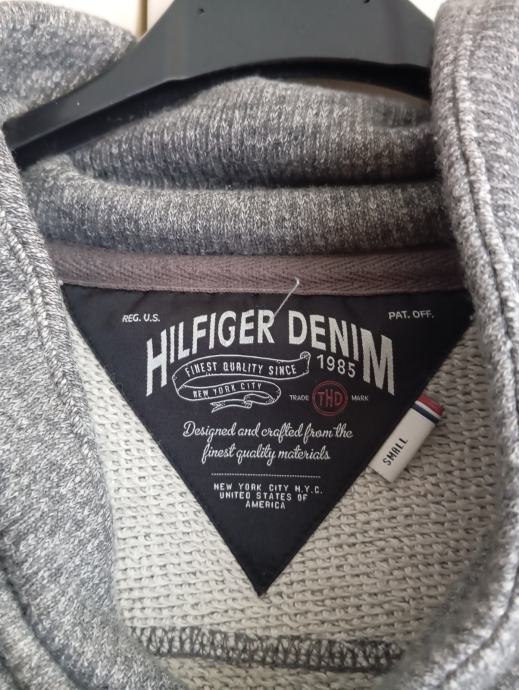 REG. U.S.
PAT. OFF.
HILFIGER DENIM
FINEST QUALITY SINCE
1985
NEW YORK CITY
TRADE THD MARK
Designed and crafted from the
finest quality materials
NEW YORK CITY N.Y.C.
UNITED STATES OF
AMERICA
SMALL